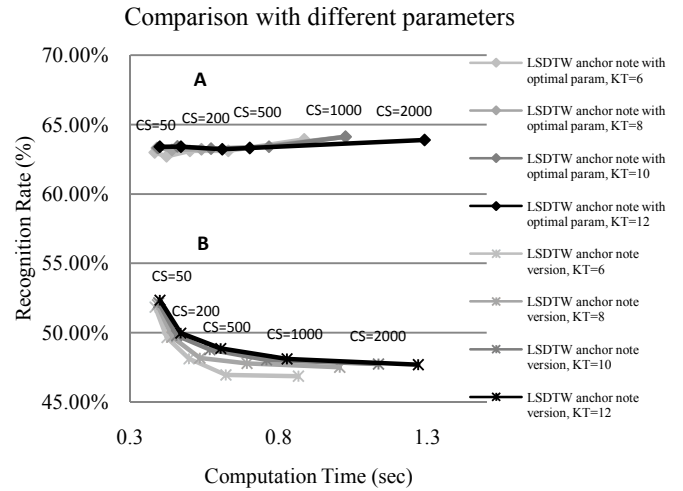 Comparison with different parameters
70.00%
65.00%
60.00%
55.00%
50.00%
45.00%
Recognition Rate (%)
A
CS=50
CS=200
CS=500
CS=1000
CS=2000
B
CS=50
CS=200
CS=500
CS=1000
CS=2000
0.3
0.8
1.3
Computation Time (sec)
LSDTW anchor note with
optimal param, KT=6
LSDTW anchor note with
optimal param, KT=8
LSDTW anchor note with
optimal param, KT=10
LSDTW anchor note with
optimal param, KT=12
LSDTW anchor note
version, KT=6
LSDTW anchor note
version, KT=8
LSDTW anchor note
version, KT=10
LSDTW anchor note
version, KT=12